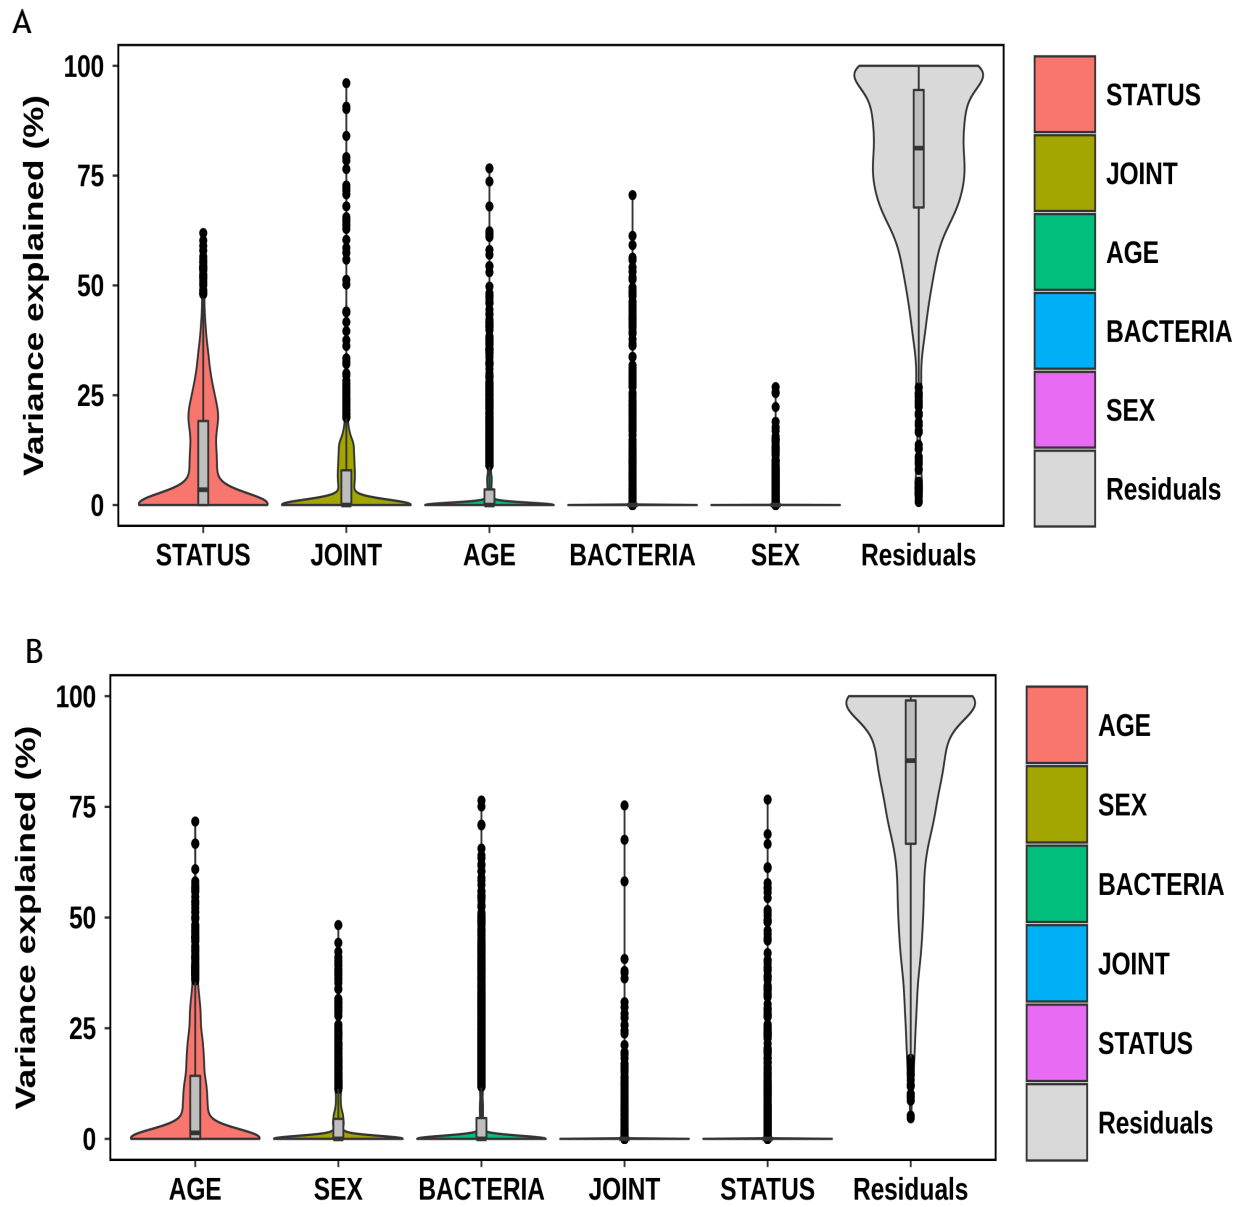 A
Variance explained (%)
100
75
50
25
0
STATUS JOINT AGE BACTERIA SEX Residuals
STATUS
JOINT
AGE
BACTERIA
SEX
Residuals
B
Variance explained (%)
100
75
50
25
0
AGE SEX BACTERIA JOINT STATUS Residuals
AGE
SEX
BACTERIA
JOINT
STATUS
Residuals